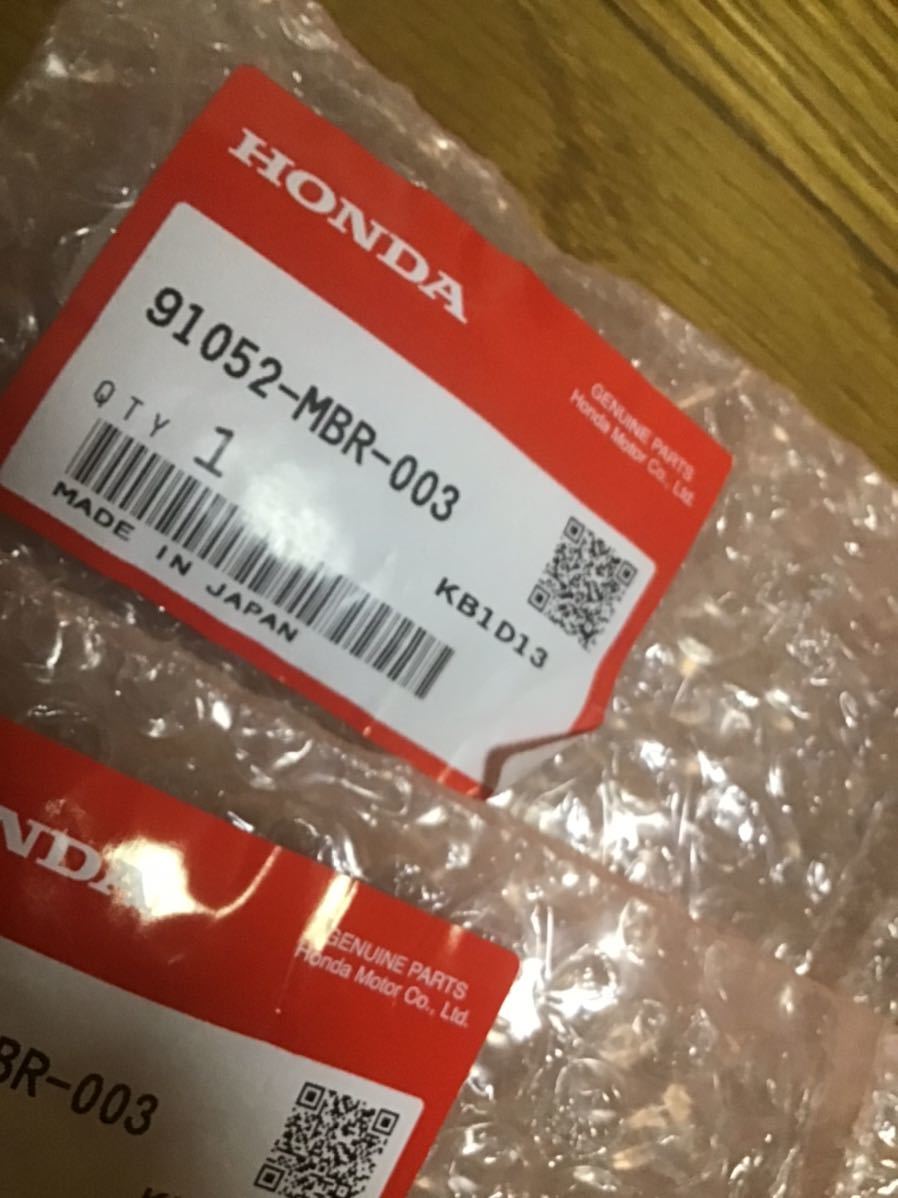 HONDA
GENUINE PARTS
Honda Motor Co., Ltd.
91052-MBR-003
QTY 1
KB1D13
MADE IN JAPAN
NDA
GENUINE PARTS
Honda Motor Co., Ltd.
BR-003